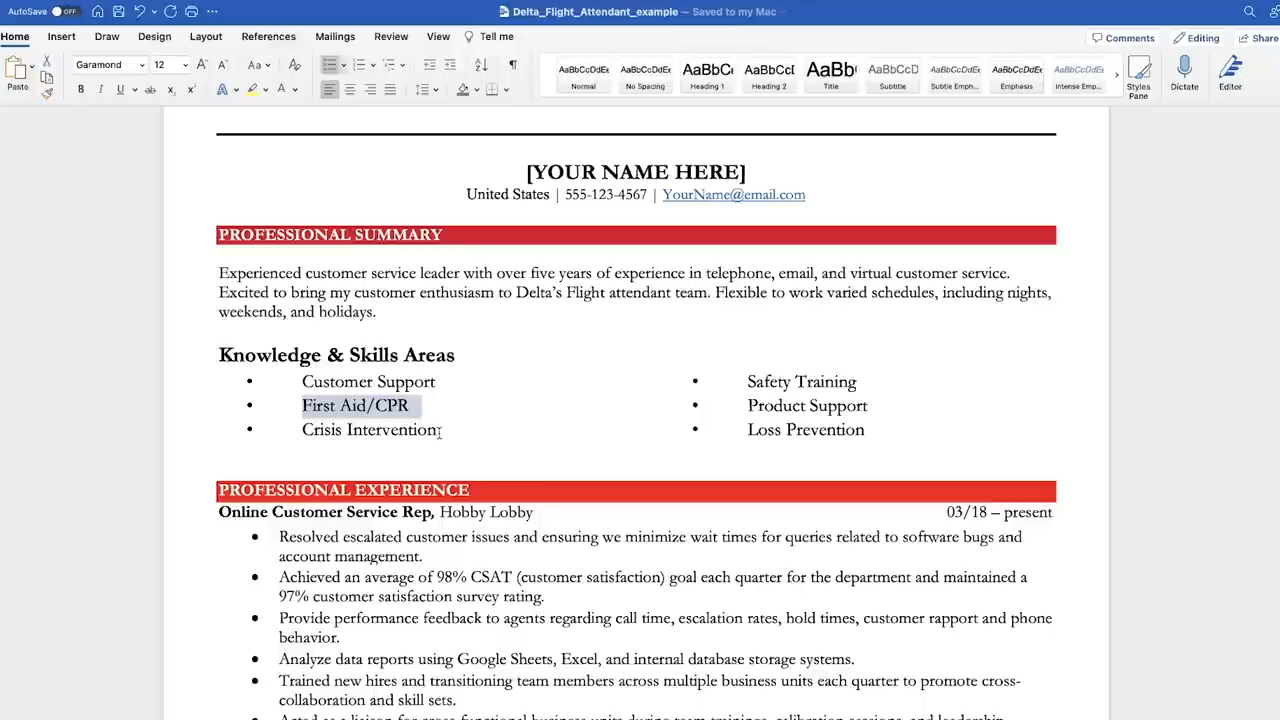 AutoSave OFF
Delta_Flight_Attendant_example — Saved to my Mac
Home Insert Draw Design Layout References Mailings Review View Tell me
Comments Editing Share
Paste
Garamond 12
AaBbCcDdEe AaBbCcDdEe AaBbCc AaBbCcD AaBb( AaBbCcD AaBbCcDdEe AaBbCcDdEe AaBbCcDdEe
Normal No Spacing Heading 1 Heading 2 Title Subtitle Subtle Emph... Emphasis Intense Emp...
Styles Pane
Dictate
Editor
[YOUR NAME HERE]
United States | 555-123-4567 | YourName@email.com
PROFESSIONAL SUMMARY
Experienced customer service leader with over five years of experience in telephone, email, and virtual customer service.
Excited to bring my customer enthusiasm to Delta's Flight attendant team. Flexible to work varied schedules, including nights,
weekends, and holidays.
Knowledge & Skills Areas
• Customer Support
• First Aid/CPR
• Crisis Intervention
• Safety Training
• Product Support
• Loss Prevention
PROFESSIONAL EXPERIENCE
Online Customer Service Rep, Hobby Lobby 03/18 – present
• Resolved escalated customer issues and ensuring we minimize wait times for queries related to software bugs and
account management.
• Achieved an average of 98% CSAT (customer satisfaction) goal each quarter for the department and maintained a
97% customer satisfaction survey rating.
• Provide performance feedback to agents regarding call time, escalation rates, hold times, customer rapport and phone
behavior.
• Analyze data reports using Google Sheets, Excel, and internal database storage systems.
• Trained new hires and transitioning team members across multiple business units each quarter to promote cross-
collaboration and skill sets.